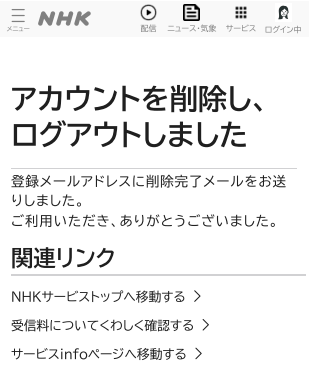 メニュー
NHK
配信
ニュース・気象
サービス
ログイン中
アカウントを削除し、
ログアウトしました
登録メールアドレスに削除完了メールをお送
りしました。
ご利用いただき、ありがとうございました。
関連リンク
NHKサービストップへ移動する
受信料についてくわしく確認する
サービスinfoページへ移動する